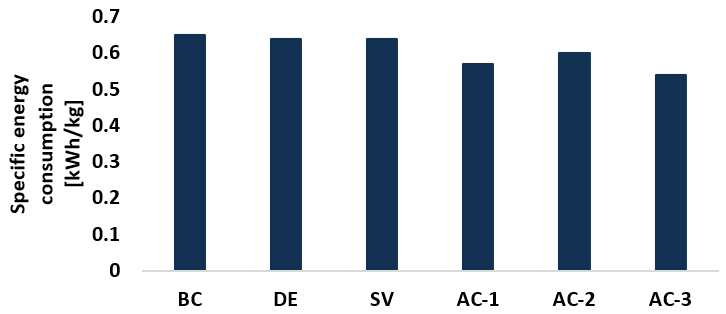 Specific energy
consumption
[kWh/kg]
0.7
0.6
0.5
0.4
0.3
0.2
0.1
0
BC DE SV AC-1 AC-2 AC-3